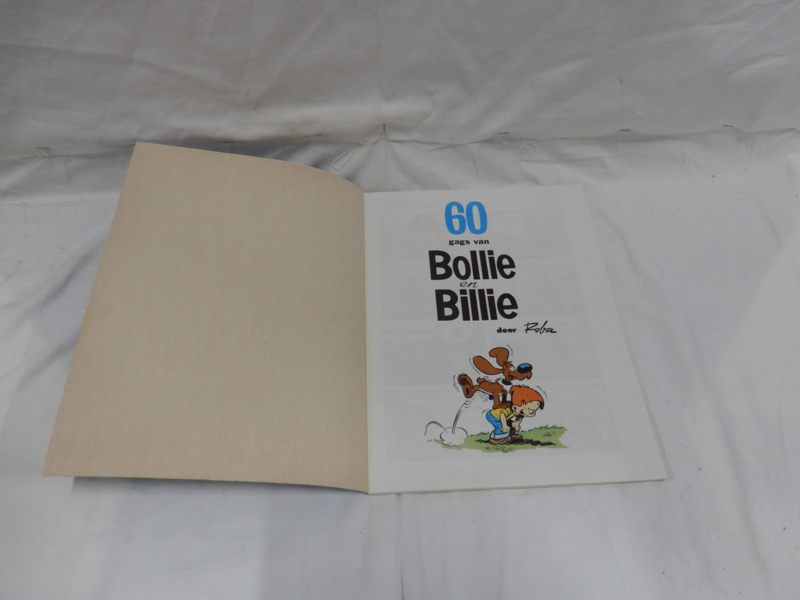 60
gags van
Bollie
en
Billie
door Roba